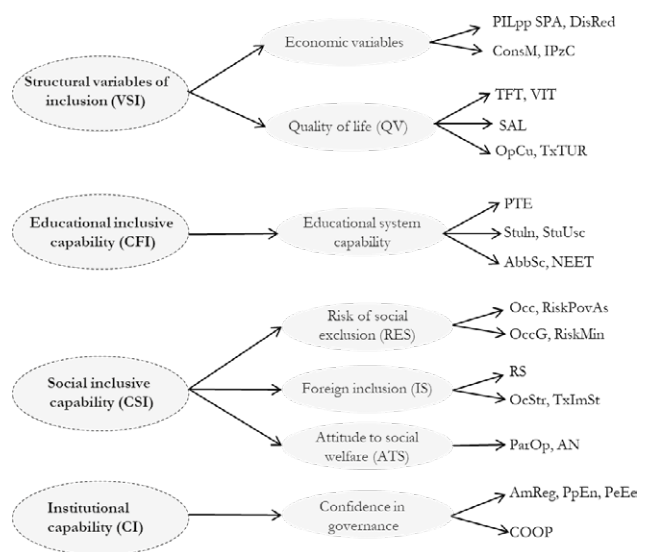 PILpp SPA, DisRed
Economic variables
ConsM, IPzC
Structural variables of
inclusion (VSI)
TFT, VIT
Quality of life (QV)
SAL
OpCu, TxTUR
PTE
Educational inclusive
capability (CFI)
Educational system
capability
StuIn, StuUsc
AbbSc, NEET
Risk of social
exclusion (RES)
Occ, RiskPovAs
OccG, RiskMin
Social inclusive
capability (CSI)
Foreign inclusion (IS)
RS
OcStr, TxImSt
Attitude to social
welfare (ATS)
ParOp, AN
Institutional
capability (CI)
Confidence in
governance
AmReg, PpEn, PeEe
COOP